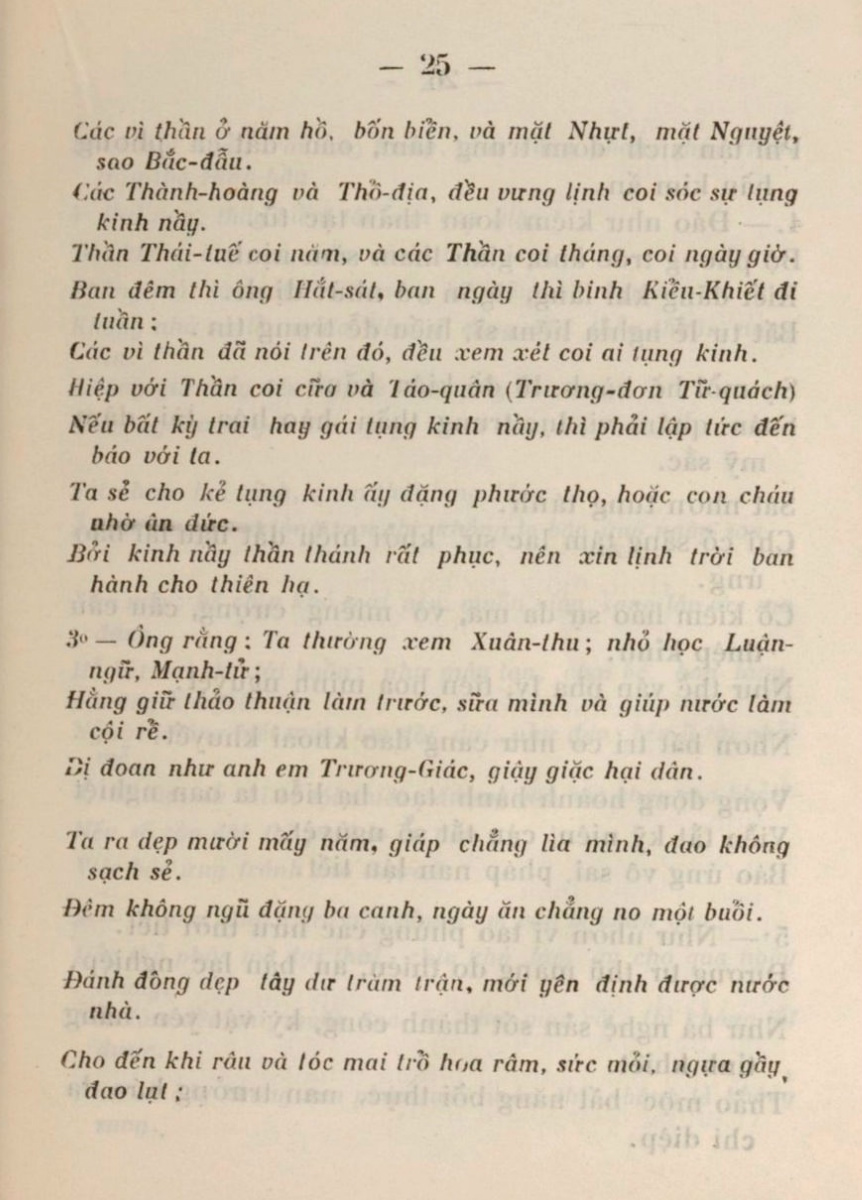 — 25 —
Các vì thần ở năm hồ, bốn biển, và mặt Nhựt, mặt Nguyệt,
sao Bắc-đẩu.
Các Thành-hoàng và Thổ-địa, đều vưng lịnh coi sóc sự tụng
kinh nầy.
Thần Thái-tuế coi năm, và các Thần coi tháng, coi ngày giờ.
Ban đêm thì ông Hắt-sát, ban ngày thì binh Kiều-Khiết đi
tuần ;
Các vì thần đã nói trên đó, đều xem xét coi ai tụng kinh.
Hiệp với Thần coi cữa và Táo-quân (Trương-đơn Tữ-quách)
Nếu bất kỳ trai hay gái tụng kinh nầy, thì phải lập tức đến
báo với ta.
Ta sẻ cho kẻ tụng kinh ấy đặng phước thọ, hoặc con cháu
nhờ ân đức.
Bởi kinh nầy thần thánh rất phục, nên xin lịnh trời ban
hành cho thiên hạ.
3º — Ông rằng : Ta thường xem Xuân-thu ; nhỏ học Luận-
ngữ, Mạnh-tử ;
Hằng giữ thảo thuận làm trước, sữa mình và giúp nước làm
cội rể.
Dị đoan như anh em Trương-Giác, giậy giặc hại dân.
Ta ra dẹp mười mấy năm, giáp chẳng lìa mình, đao không
sạch sẻ.
Đêm không ngũ đặng ba canh, ngày ăn chẳng no một buổi.
Đánh đông dẹp tây dư trăm trận, mới yên định được nước
nhà.
Cho đến khi râu và tóc mai trổ hoa râm, sức mỏi, ngựa gầy,
đao lụt ;